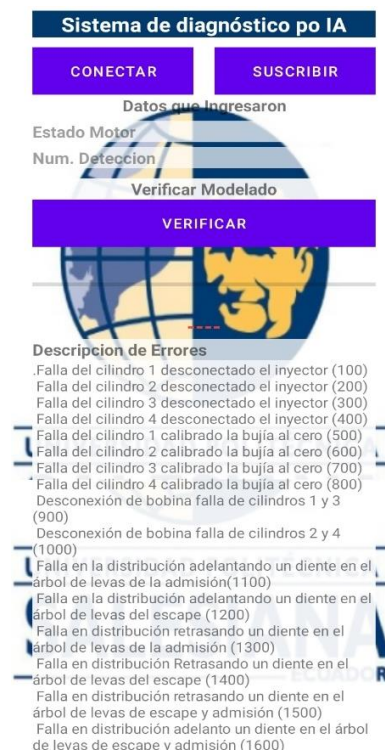 Sistema de diagnóstico po IA
CONECTAR
SUSCRIBIR
Datos que Ingresaron
Estado Motor
Num. Deteccion
Verificar Modelado
VERIFICAR
----
Descripcion de Errores
.Falla del cilindro 1 desconectado el inyector (100)
Falla del cilindro 2 desconectado el inyector (200)
Falla del cilindro 3 desconectado el inyector (300)
Falla del cilindro 4 desconectado el inyector (400)
Falla del cilindro 1 calibrado la bujía al cero (500)
Falla del cilindro 2 calibrado la bujía al cero (600)
Falla del cilindro 3 calibrado la bujía al cero (700)
Falla del cilindro 4 calibrado la bujía al cero (800)
Desconexión de bobina falla de cilindros 1 y 3
(900)
Desconexión de bobina falla de cilindros 2 y 4
(1000)
Falla en la distribución adelantando un diente en el
árbol de levas de la admisión(1100)
Falla en la distribución adelantando un diente en el
árbol de levas del escape (1200)
Falla en distribución retrasando un diente en el
árbol de levas de la admisión (1300)
Falla en distribución Retrasando un diente en el
árbol de levas del escape (1400)
Falla en distribución retrasando un diente en el
árbol de levas de escape y admisión (1500)
Falla en distribución adelanto un diente en el árbol
de levas de escape y admisión (1600)
ECUADOR